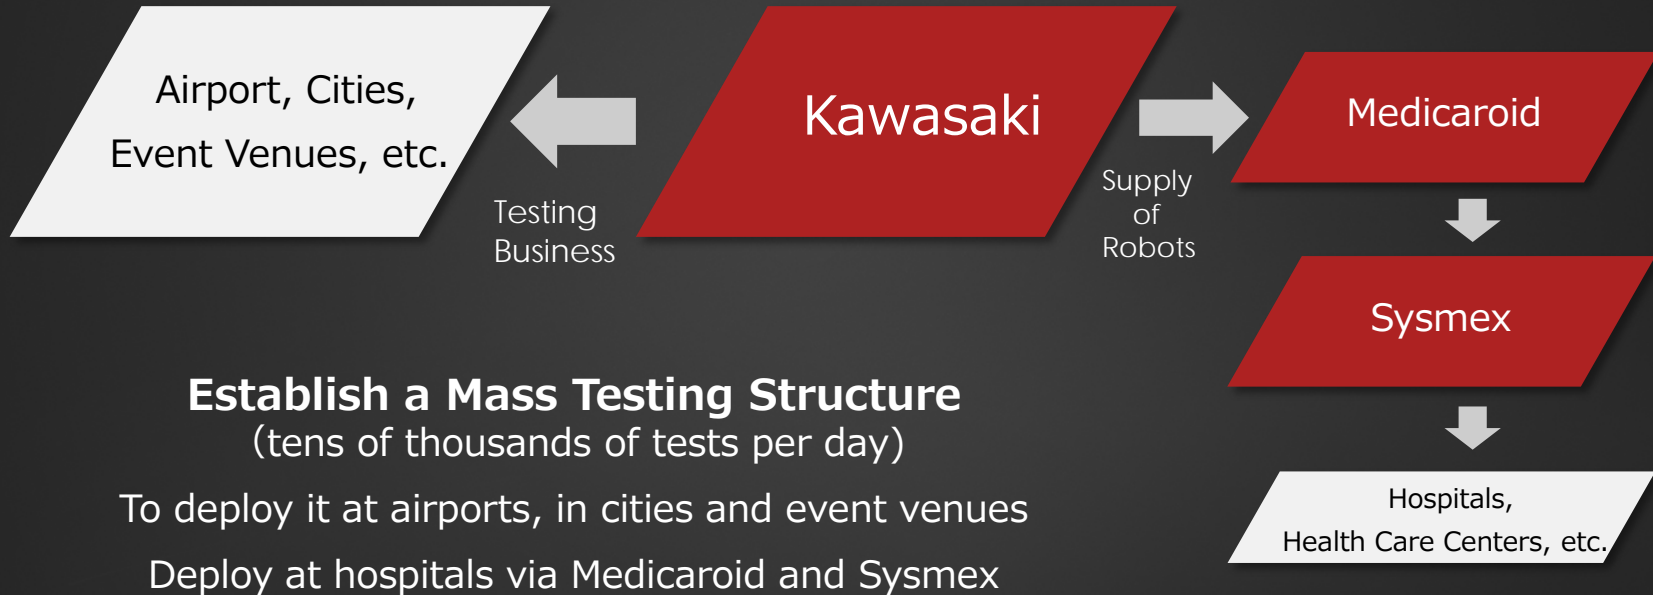 Airport, Cities,
Event Venues, etc.
Testing
Business
Kawasaki
Supply
of
Robots
Medicaroid
Sysmex
Hospitals,
Health Care Centers, etc.
Establish a Mass Testing Structure
（tens of thousands of tests per day)
To deploy it at airports, in cities and event venues
Deploy at hospitals via Medicaroid and Sysmex